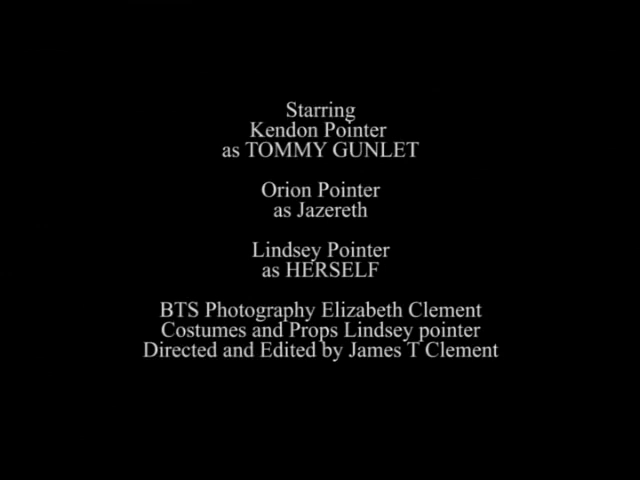 Starring
Kendon Pointer
as TOMMY GUNLET
Orion Pointer
as Jazereth
Lindsey Pointer
as HERSELF
BTS Photography Elizabeth Clement
Costumes and Props Lindsey pointer
Directed and Edited by James T Clement